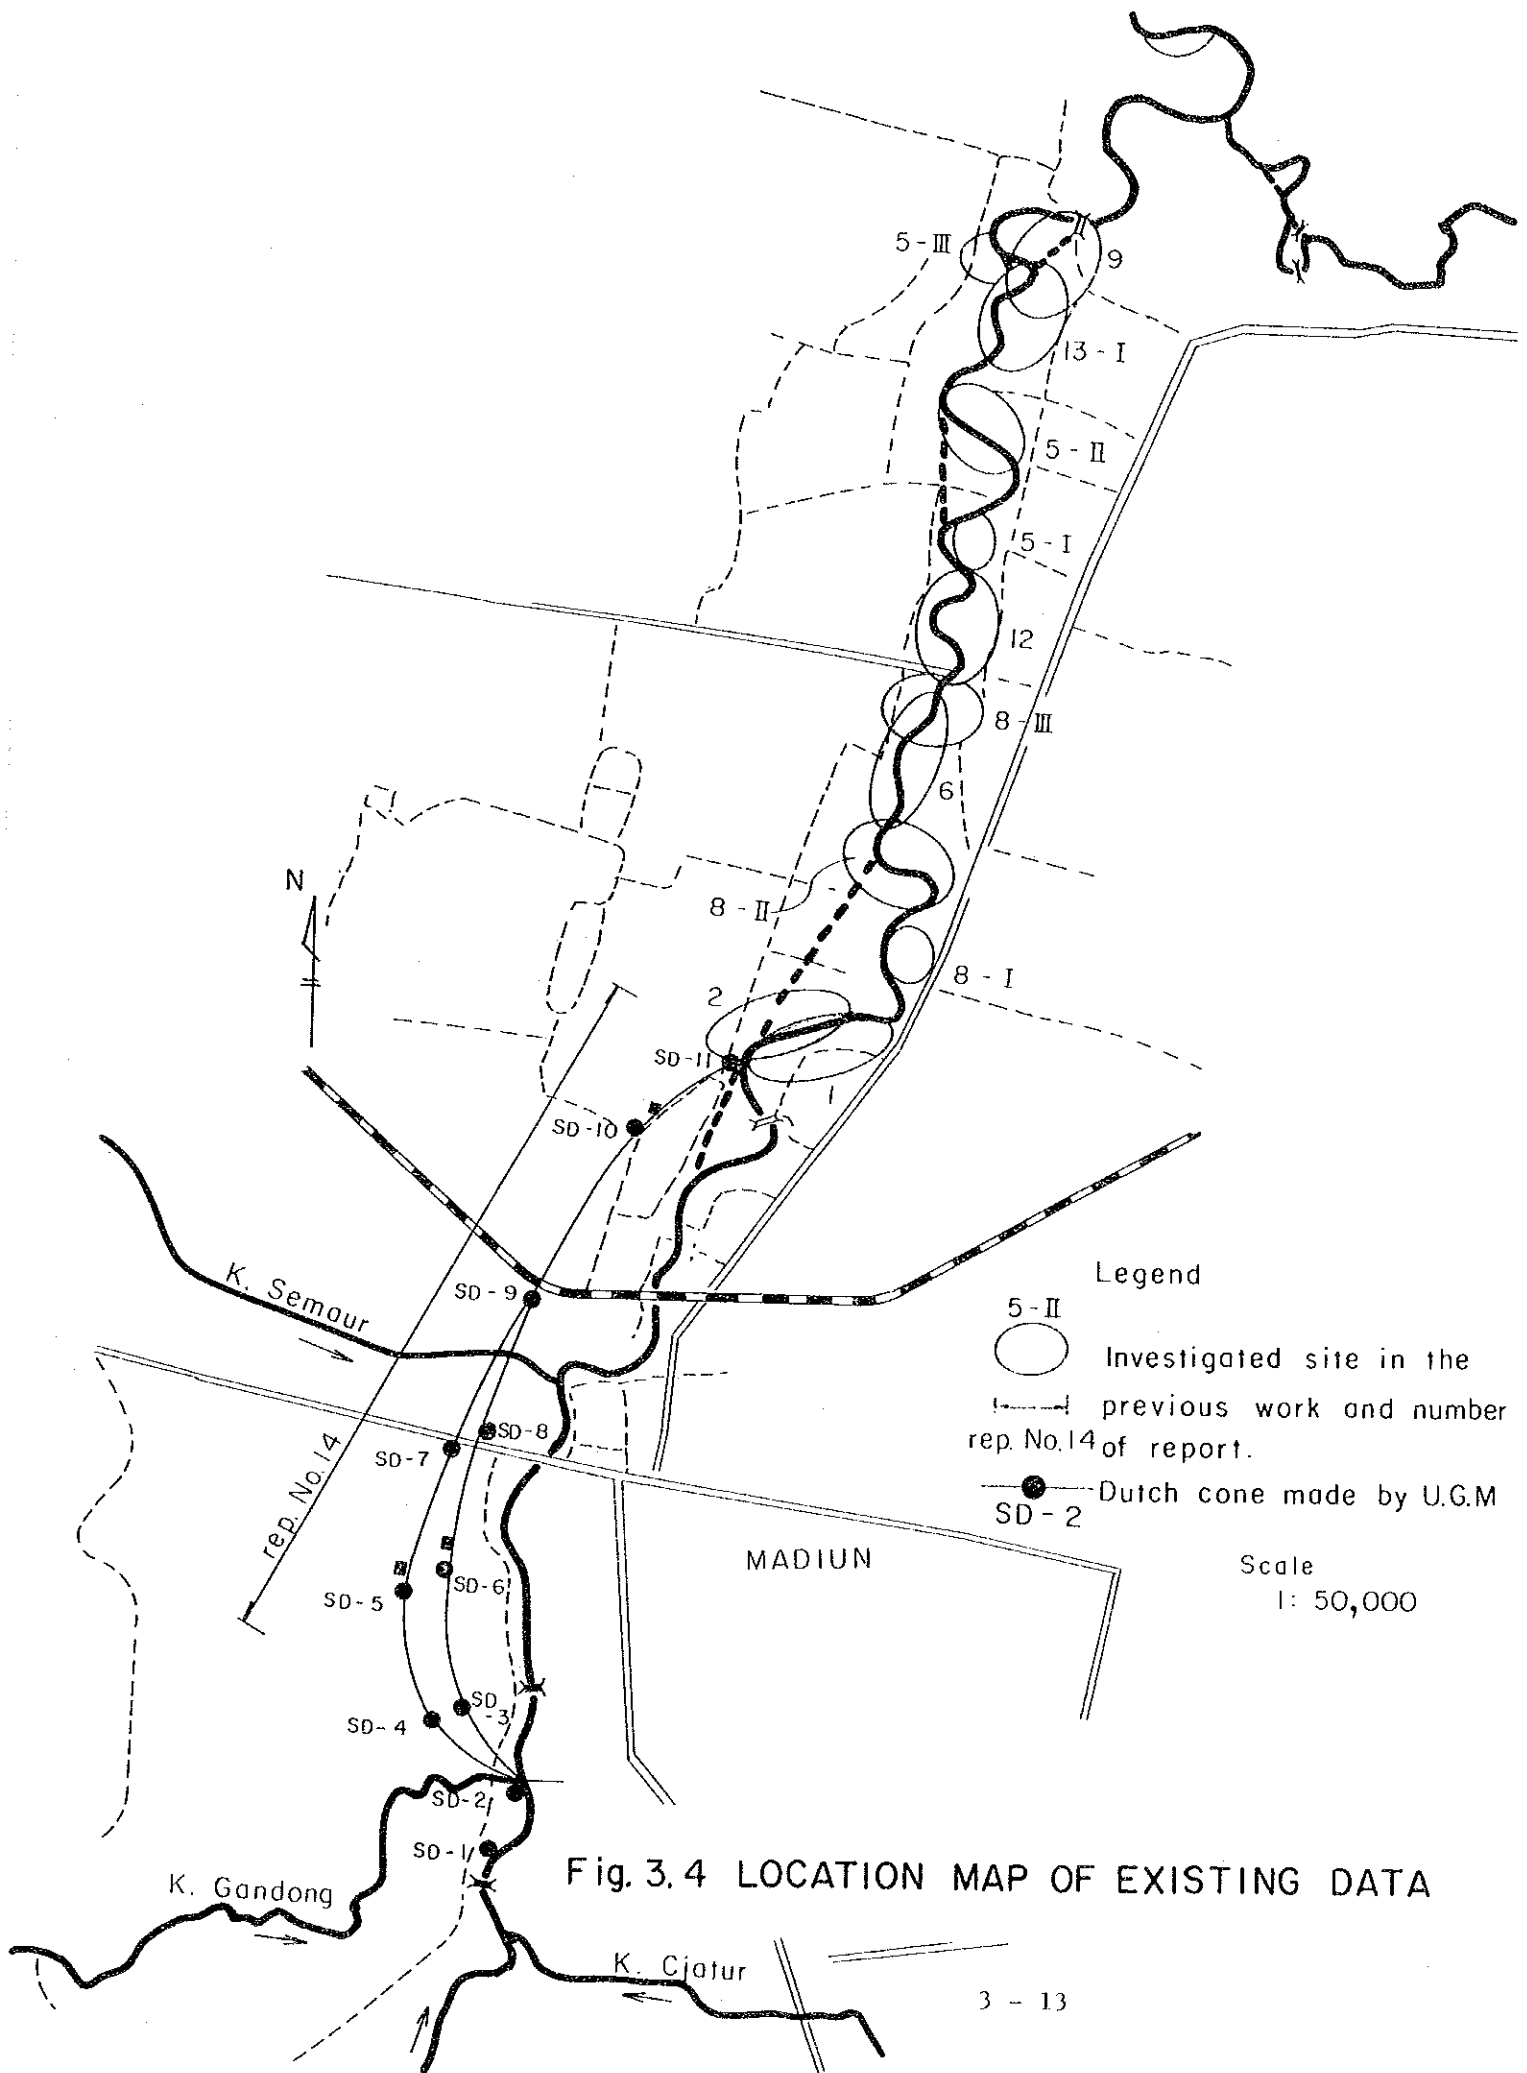 5-III
9
13-I
5-II
5-I
12
8-III
6
N
8-II
8-I
2
SD-11
1
SD-10
K. Semaur
SD-9
Legend
5-II
Investigated site in the
previous work and number
rep. No.14 of report.
SD-2 Dutch cone made by U.G.M
SD-8
SD-7
rep. No.14
MADIUN
Scale
1: 50,000
SD-6
SD-5
SD-3
SD-4
SD-2
SD-1
Fig. 3.4 LOCATION MAP OF EXISTING DATA
K. Gandong
K. Cjatur
3 - 13